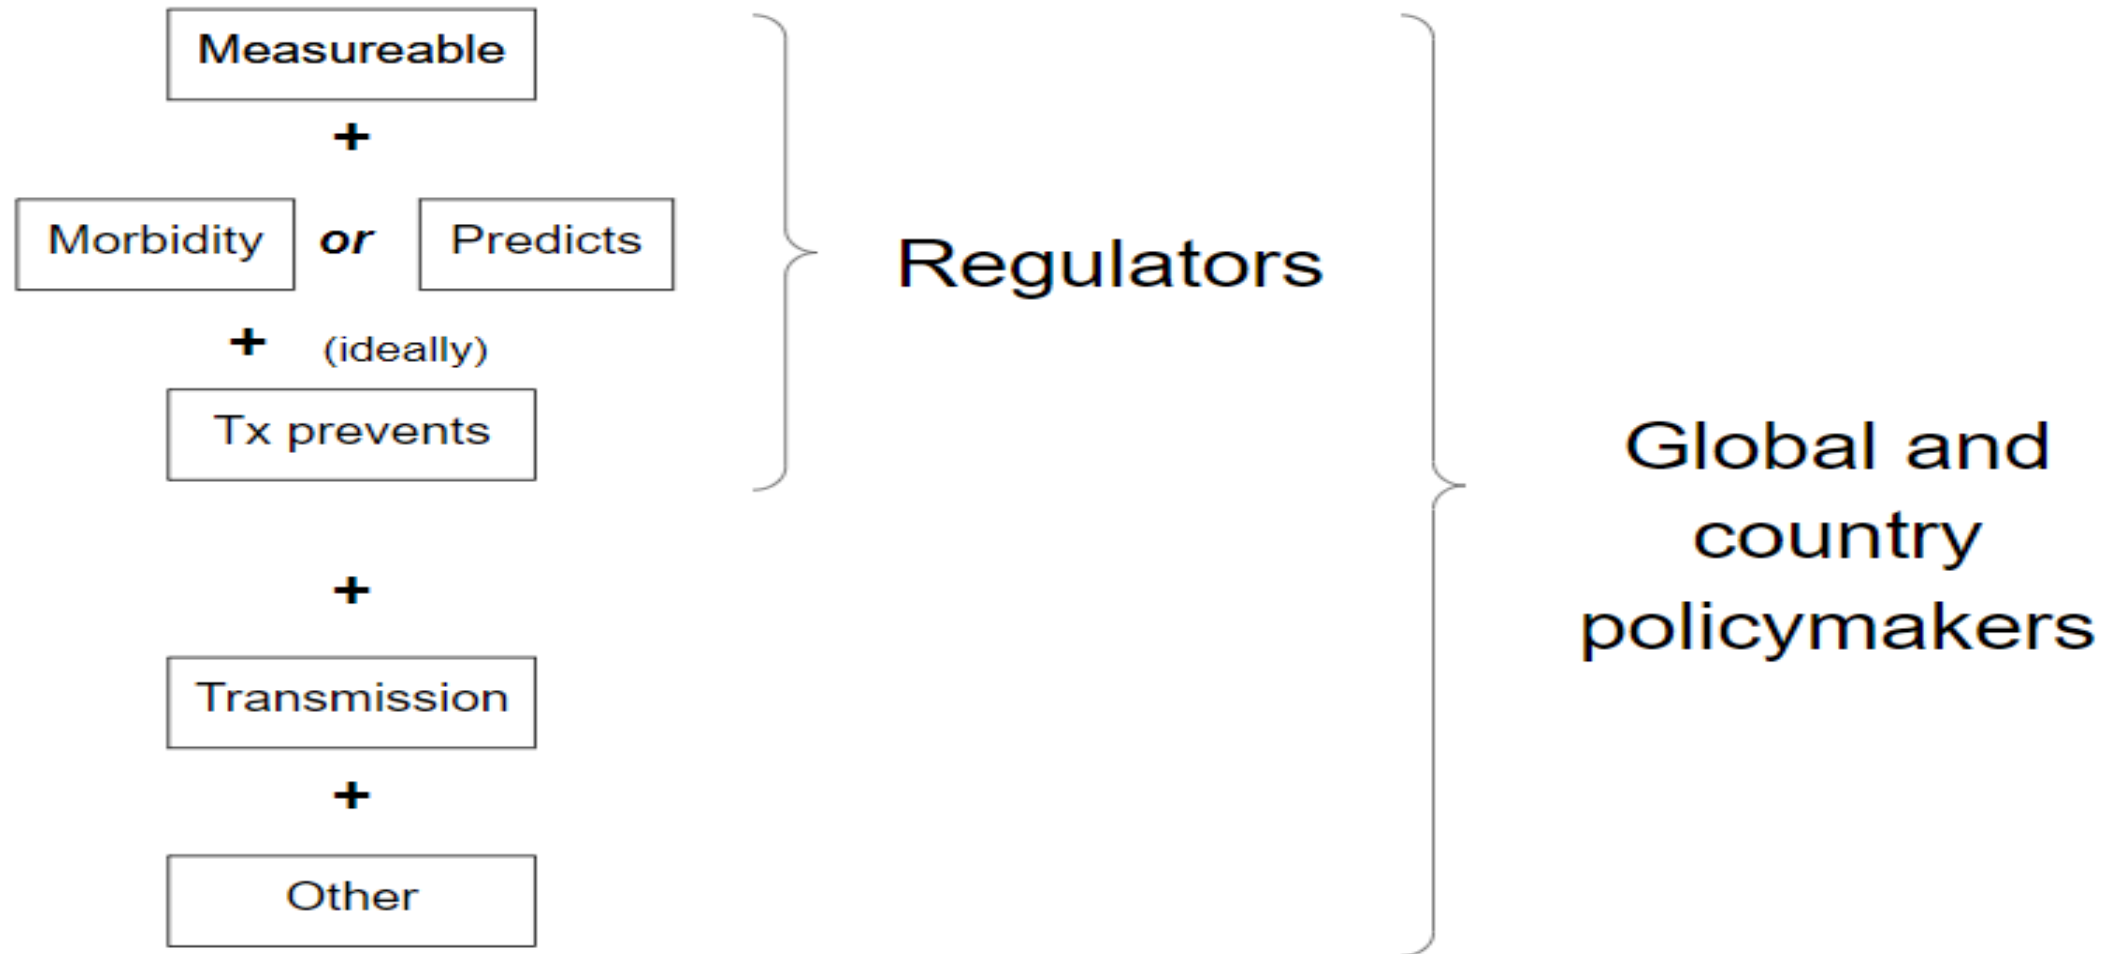 Measureable
+
Morbidity or Predicts
+ (ideally)
Tx prevents
+
Transmission
+
Other
Regulators
Global and
country
policymakers